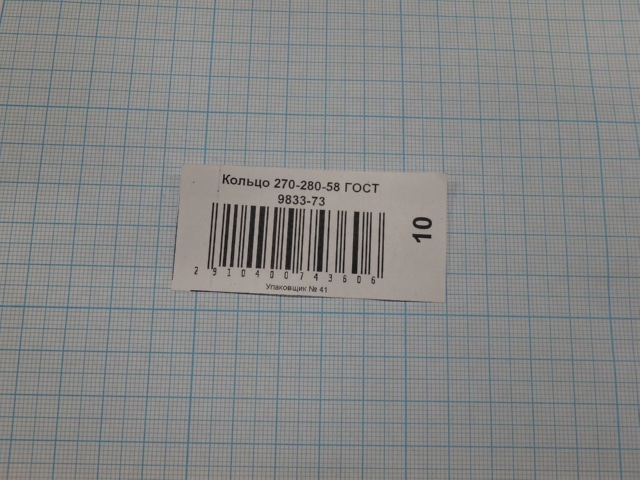 Кольцо 270-280-58 ГОСТ
9833-73
10
2910400743606
Упаковщик № 41